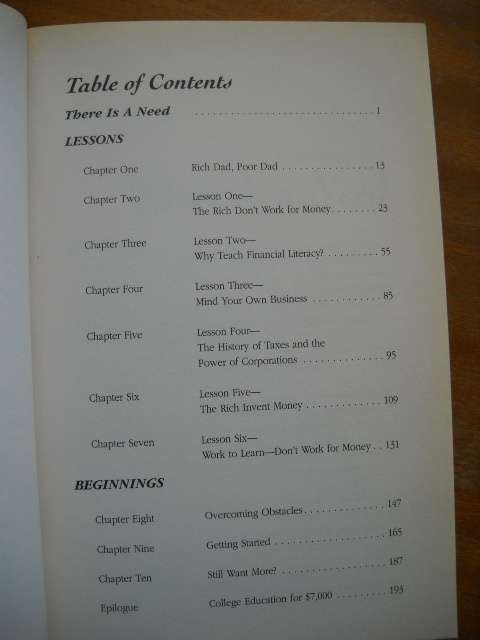 Table of Contents
There Is A Need . . . . . . . . . . . . . . . . . . . . . . . . . . . . . 1
LESSONS
Chapter One Rich Dad, Poor Dad . . . . . . . . . . . . . . . . 13
Chapter Two Lesson One—
The Rich Don't Work for Money. . . . . . . . 23
Chapter Three Lesson Two—
Why Teach Financial Literacy? . . . . . . . . . 55
Chapter Four Lesson Three—
Mind Your Own Business . . . . . . . . . . . . 85
Chapter Five Lesson Four—
The History of Taxes and the
Power of Corporations . . . . . . . . . . . . . . 95
Chapter Six Lesson Five—
The Rich Invent Money . . . . . . . . . . . . . 109
Chapter Seven Lesson Six—
Work to Learn—Don't Work for Money . . 131
BEGINNINGS
Chapter Eight Overcoming Obstacles. . . . . . . . . . . . . . 147
Chapter Nine Getting Started . . . . . . . . . . . . . . . . . . . 165
Chapter Ten Still Want More? . . . . . . . . . . . . . . . . . . 187
Epilogue College Education for $7,000 . . . . . . . . . 193